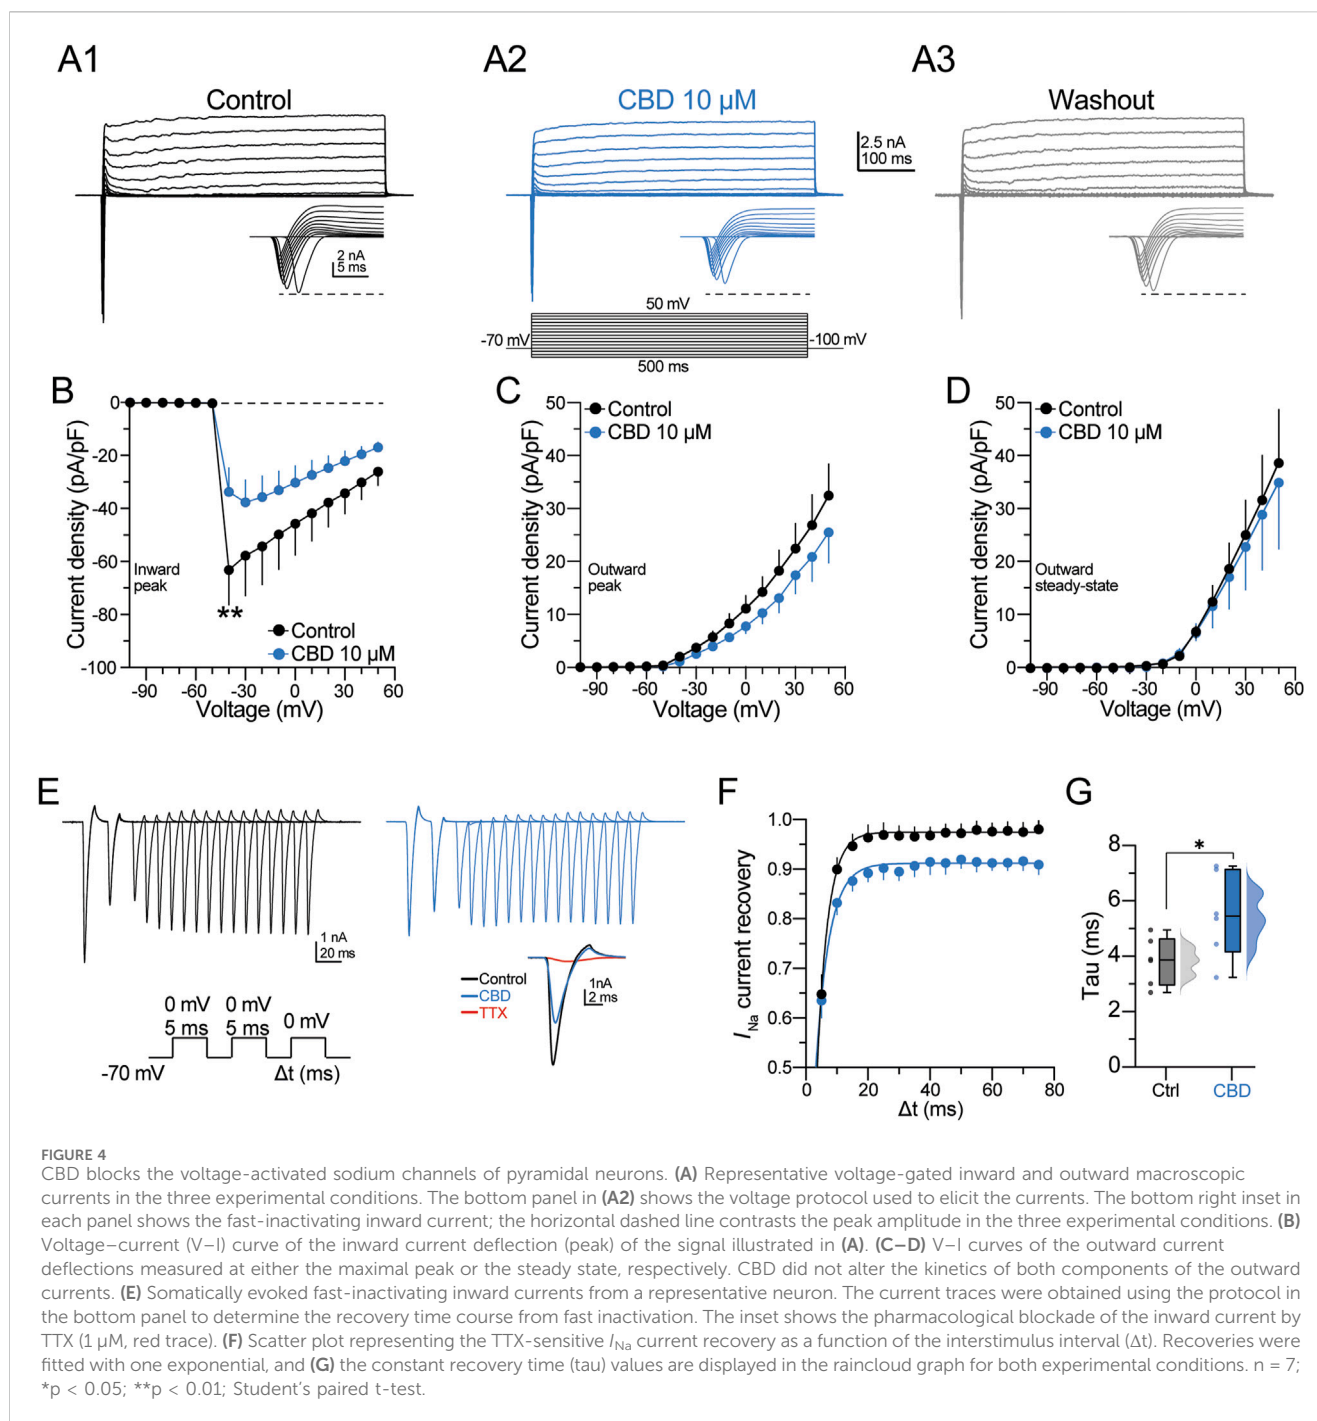 A1
A2
A3
Control
CBD 10 µM
Washout
2.5 nA
100 ms
2 nA
5 ms
50 mV
-70 mV
-100 mV
500 ms
B
C
D
0
-20
-40
-60
-80
-100
Current density (pA/pF)
Inward
peak
**
Control
CBD 10 µM
-90
-60
-30
0
30
60
Voltage (mV)
50
40
30
20
10
0
Current density (pA/pF)
Control
CBD 10 µM
Outward
peak
-90
-60
-30
0
30
60
Voltage (mV)
50
40
30
20
10
0
Current density (pA/pF)
Control
CBD 10 µM
Outward
steady-state
-90
-60
-30
0
30
60
Voltage (mV)
E
1 nA
20 ms
0 mV
5 ms
0 mV
5 ms
0 mV
-70 mV
Δt (ms)
Control
CBD
TTX
1nA
2 ms
F
1.0
0.9
0.8
0.7
0.6
0.5
INa current recovery
0
20
40
60
80
Δt (ms)
G
8
6
4
2
0
Tau (ms)
*
Ctrl
CBD
FIGURE 4
CBD blocks the voltage-activated sodium channels of pyramidal neurons. (A) Representative voltage-gated inward and outward macroscopic
currents in the three experimental conditions. The bottom panel in (A2) shows the voltage protocol used to elicit the currents. The bottom right inset in
each panel shows the fast-inactivating inward current; the horizontal dashed line contrasts the peak amplitude in the three experimental conditions. (B)
Voltage–current (V–I) curve of the inward current deflection (peak) of the signal illustrated in (A). (C–D) V–I curves of the outward current
deflections measured at either the maximal peak or the steady state, respectively. CBD did not alter the kinetics of both components of the outward
currents. (E) Somatically evoked fast-inactivating inward currents from a representative neuron. The current traces were obtained using the protocol in
the bottom panel to determine the recovery time course from fast inactivation. The inset shows the pharmacological blockade of the inward current by
TTX (1 µM, red trace). (F) Scatter plot representing the TTX-sensitive INa current recovery as a function of the interstimulus interval (Δt). Recoveries were
fitted with one exponential, and (G) the constant recovery time (tau) values are displayed in the raincloud graph for both experimental conditions. n = 7;
*p < 0.05; **p < 0.01; Student's paired t-test.